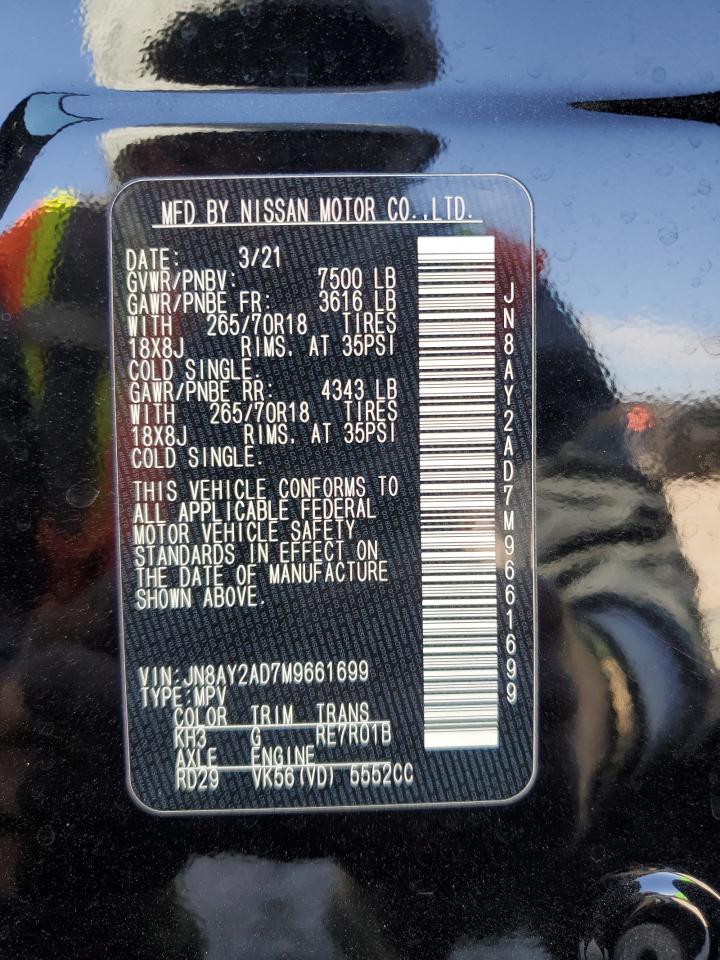 MFD BY NISSAN MOTOR CO.,LTD.
DATE: 3/21
GVWR/PNBV: 7500 LB
GAWR/PNBE FR: 3616 LB
WITH 265/70R18 TIRES
18X8J RIMS. AT 35PSI
COLD SINGLE.
GAWR/PNBE RR: 4343 LB
WITH 265/70R18 TIRES
18X8J RIMS. AT 35PSI
COLD SINGLE.
THIS VEHICLE CONFORMS TO
ALL APPLICABLE FEDERAL
MOTOR VEHICLE SAFETY
STANDARDS IN EFFECT ON
THE DATE OF MANUFACTURE
SHOWN ABOVE.
VIN:JN8AY2AD7M9661699
TYPE:MPV
COLOR TRIM TRANS
KH3 G RE7R01B
AXLE ENGINE
RD29 VK56(VD) 5552CC
JN8AY2AD7M9661699